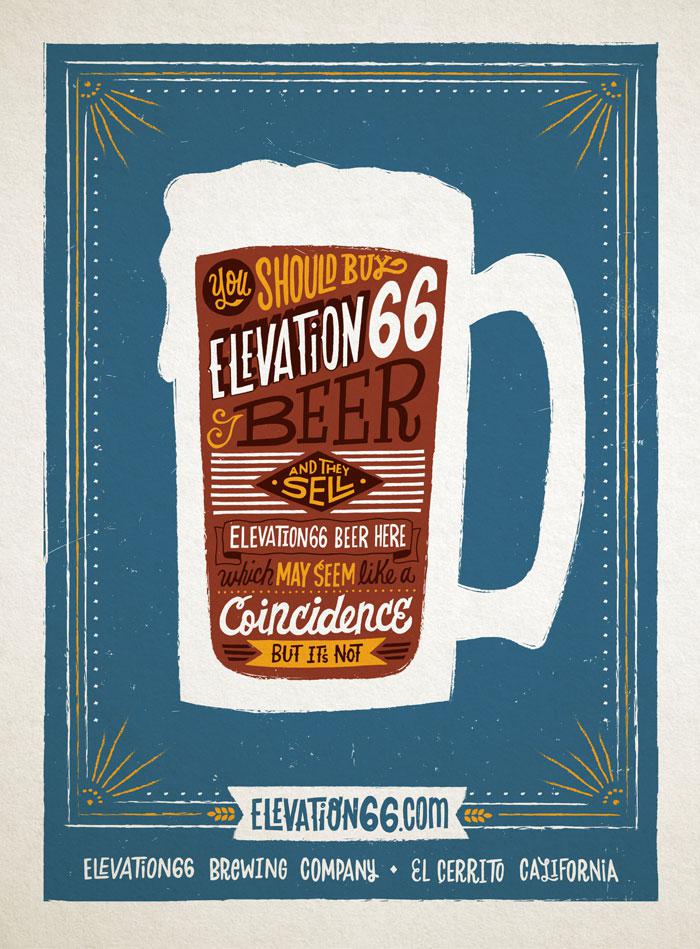 You SHOULD BUY
ELEVATION 66
BEER
AND THEY
SELL
ELEVATION66 BEER HERE
which MAY SEEM like a
Coincidence
BUT IT'S NOT
ELEVATION66.COM
ELEVATION66 BREWING COMPANY • EL CERRITO CALIFORNIA